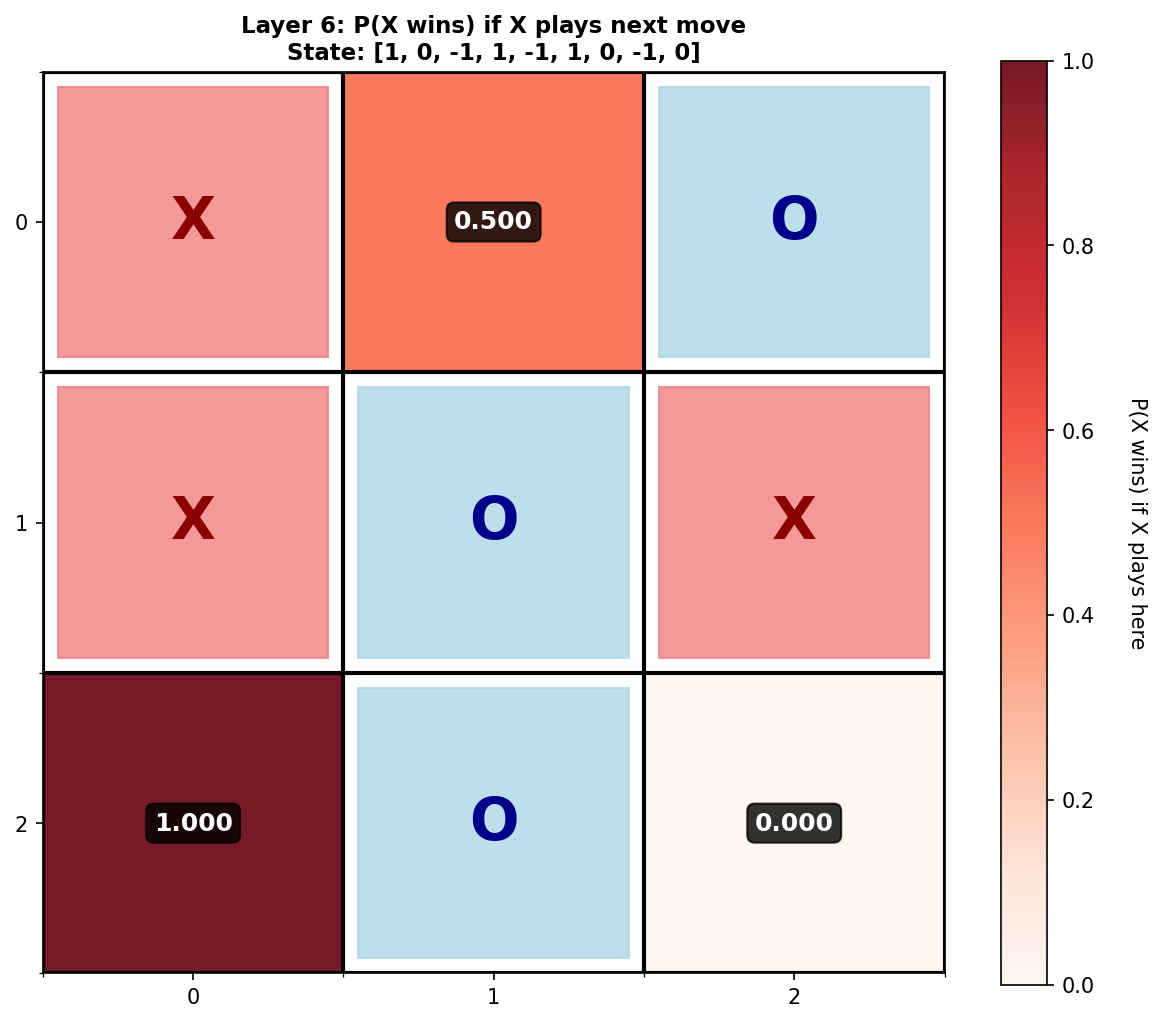 Layer 6: P(X wins) if X plays next move
State: [1, 0, -1, 1, -1, 1, 0, -1, 0]
X
0.500
O
X
O
X
1.000
O
0.000
0
1
2
0
1
2
1.0
0.8
0.6
0.4
0.2
0.0
P(X wins) if X plays here